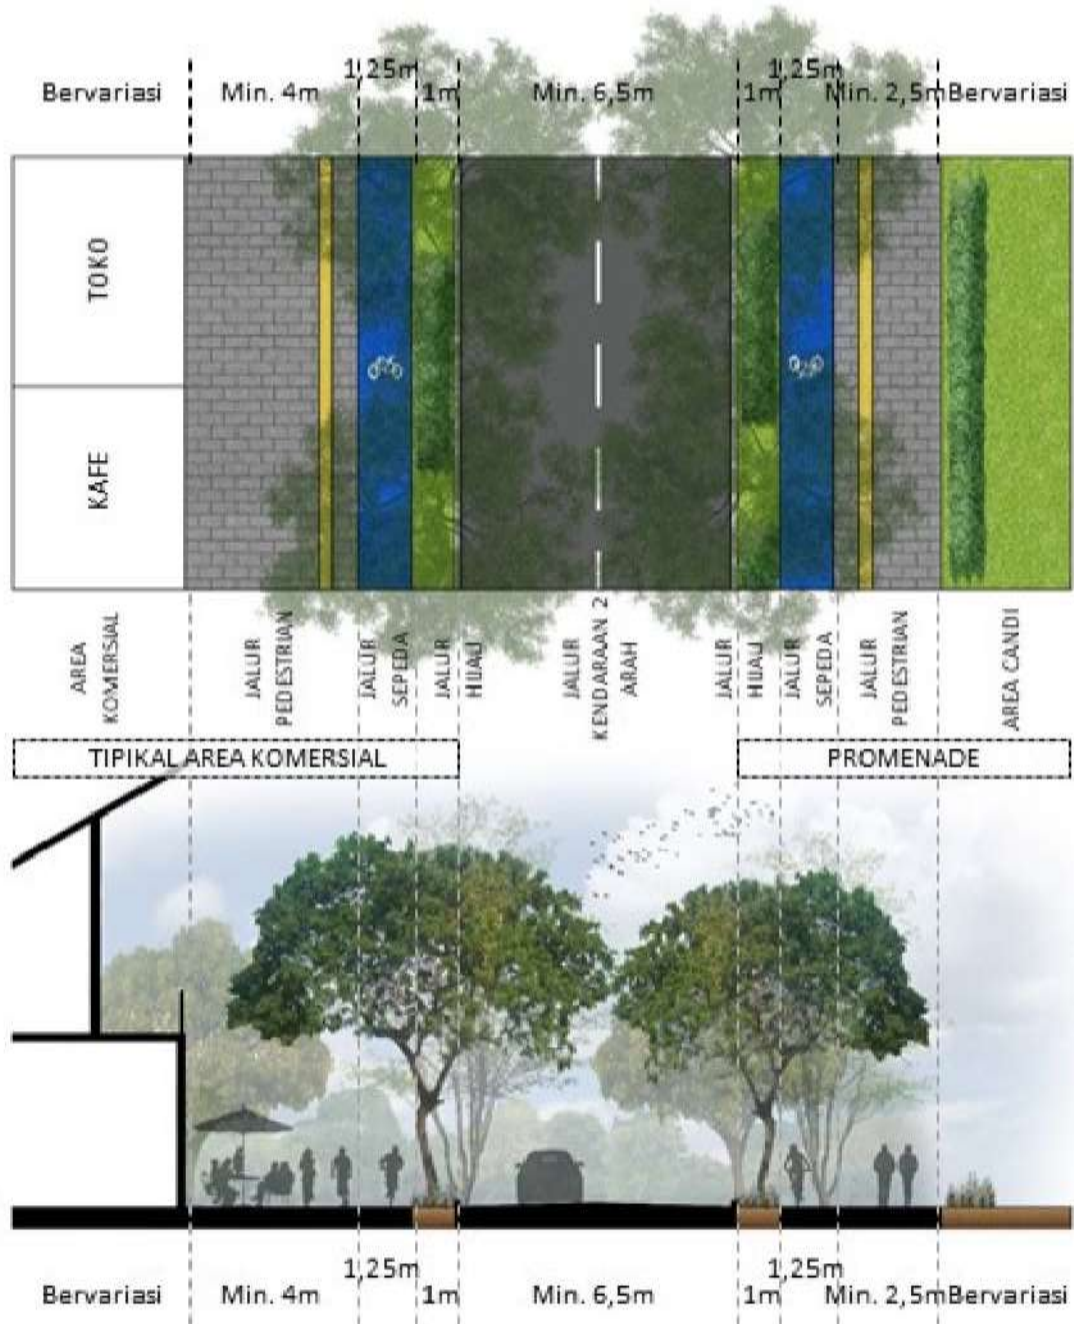 Bervariasi
Min. 4m
1,25m
1m
Min. 6,5m
1m
1,25m
Min. 2,5m
Bervariasi
TOKO
KAFE
AREA
KOMERSIAL
JALUR
PEDESTRIAN
JALUR
SEPEDA
JALUR
HIJAU
JALUR
KENDARAAN 2
ARAH
JALUR
HIJAU
JALUR
SEPEDA
JALUR
PEDESTRIAN
AREA CANDI
TIPIKAL AREA KOMERSIAL
PROMENADE
Bervariasi
Min. 4m
1,25m
1m
Min. 6,5m
1m
1,25m
Min. 2,5m
Bervariasi